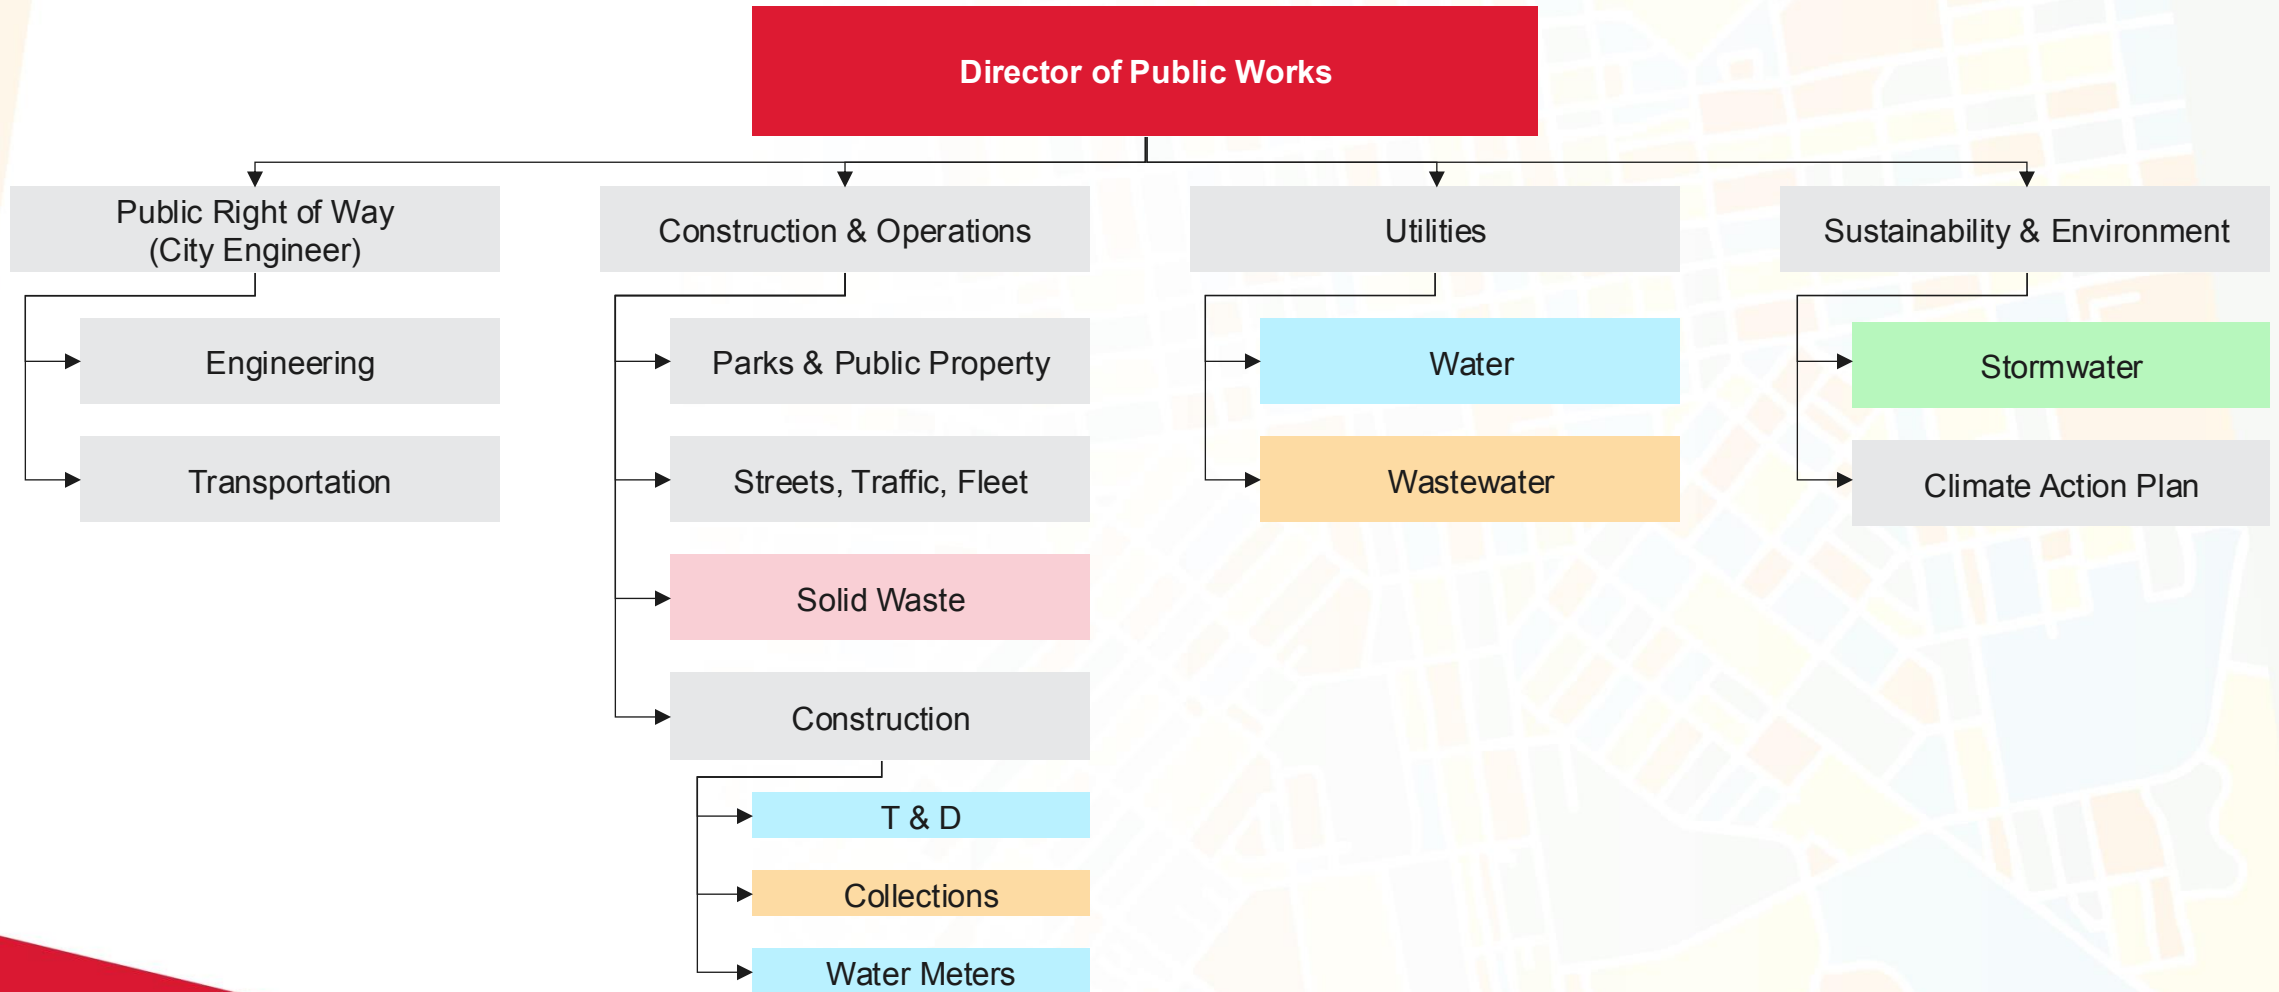 Director of Public Works
Public Right of Way
(City Engineer)
Construction & Operations
Utilities
Sustainability & Environment
Engineering
Parks & Public Property
Water
Stormwater
Transportation
Streets, Traffic, Fleet
Wastewater
Climate Action Plan
Solid Waste
Construction
T & D
Collections
Water Meters